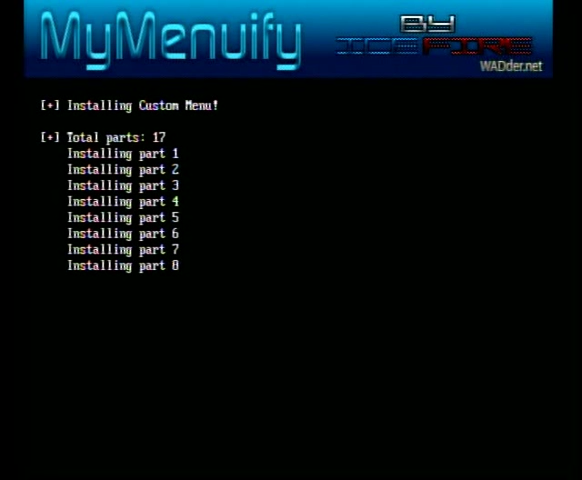 MyMenuify
BY
ICEFIRE
WADder.net
[+] Installing Custom Menu!
[+] Total parts: 17
Installing part 1
Installing part 2
Installing part 3
Installing part 4
Installing part 5
Installing part 6
Installing part 7
Installing part 8